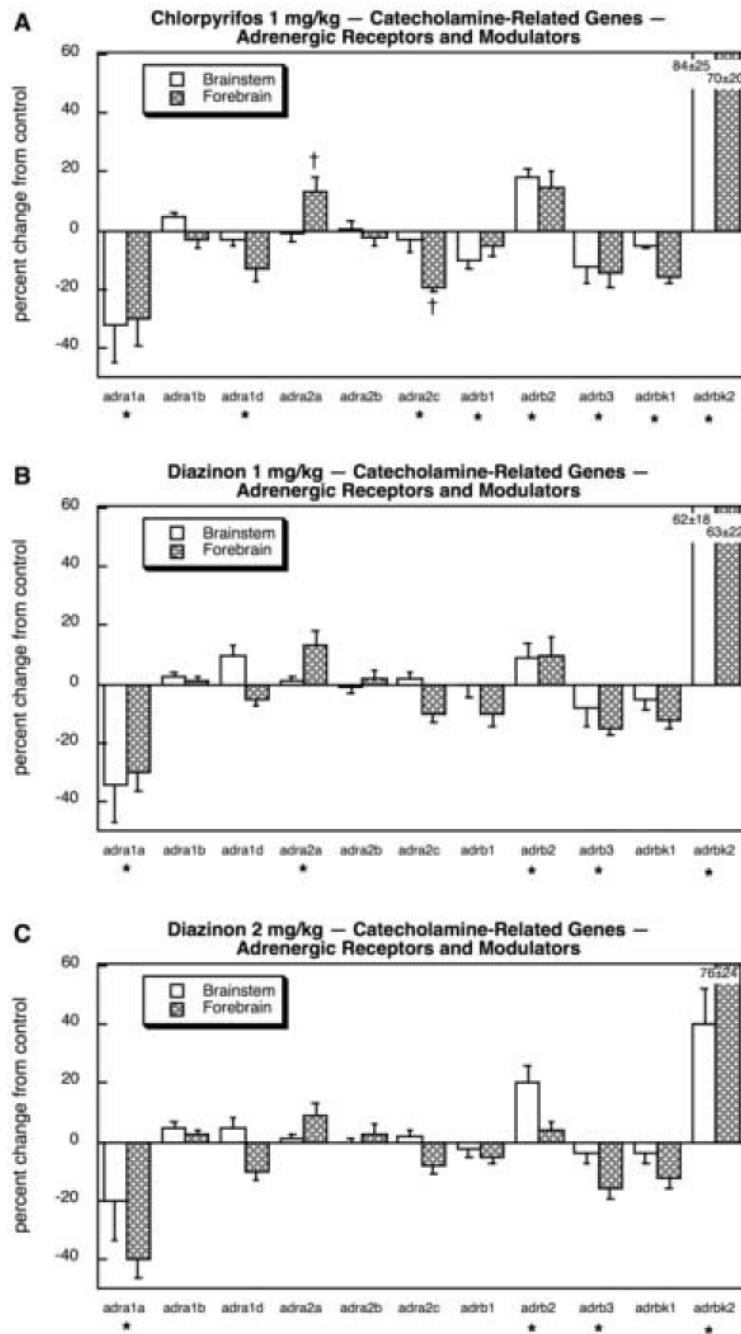 A
Chlorpyrifos 1 mg/kg — Catecholamine-Related Genes —
Adrenergic Receptors and Modulators
percent change from control
60
40
20
0
-20
-40
Brainstem
Forebrain
84±25
70±20
†
†
adra1a adra1b adra1d adra2a adra2b adra2c adrb1 adrb2 adrb3 adrbk1 adrbk2
* * * * * * * *
B
Diazinon 1 mg/kg — Catecholamine-Related Genes —
Adrenergic Receptors and Modulators
percent change from control
60
40
20
0
-20
-40
Brainstem
Forebrain
62±18
63±22
adra1a adra1b adra1d adra2a adra2b adra2c adrb1 adrb2 adrb3 adrbk1 adrbk2
* * * * *
C
Diazinon 2 mg/kg — Catecholamine-Related Genes —
Adrenergic Receptors and Modulators
percent change from control
60
40
20
0
-20
-40
Brainstem
Forebrain
76±24
adra1a adra1b adra1d adra2a adra2b adra2c adrb1 adrb2 adrb3 adrbk1 adrbk2
* * * *